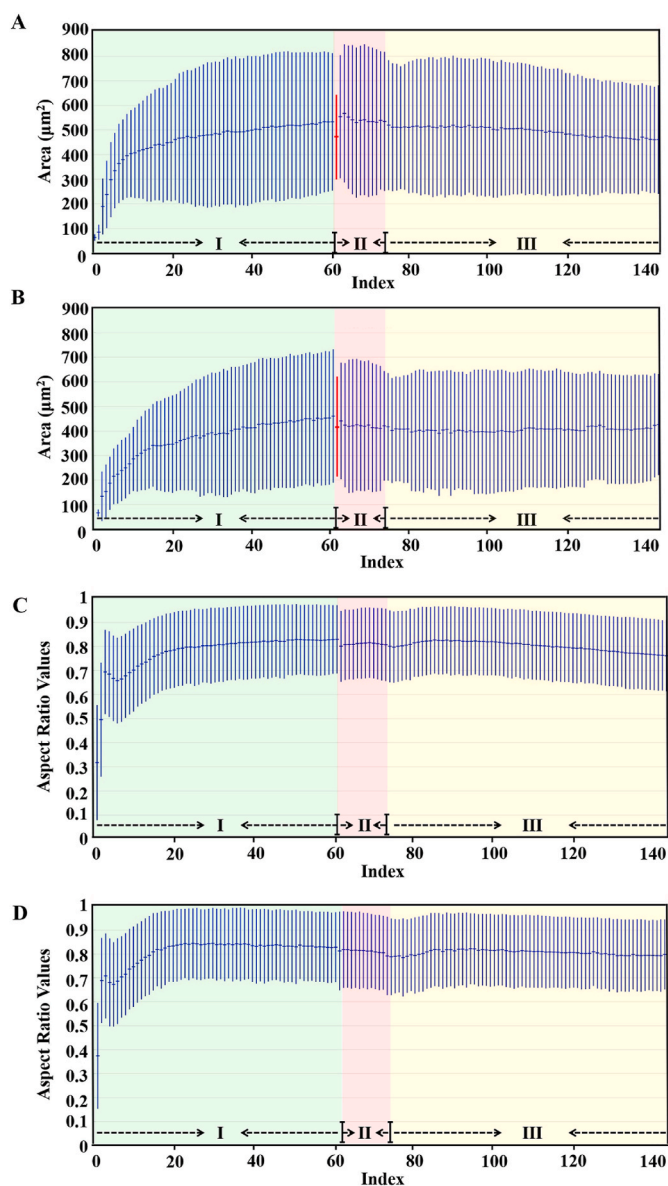 A
Area (μm²)
900
800
700
600
500
400
300
200
100
0
I
II
III
0 20 40 60 80 100 120 140
Index
B
Area (μm²)
900
800
700
600
500
400
300
200
100
0
I
II
III
0 20 40 60 80 100 120 140
Index
C
Aspect Ratio Values
1
0.9
0.8
0.7
0.6
0.5
0.4
0.3
0.2
0.1
0
I
II
III
0 20 40 60 80 100 120 140
Index
D
Aspect Ratio Values
1
0.9
0.8
0.7
0.6
0.5
0.4
0.3
0.2
0.1
0
I
II
III
0 20 40 60 80 100 120 140
Index